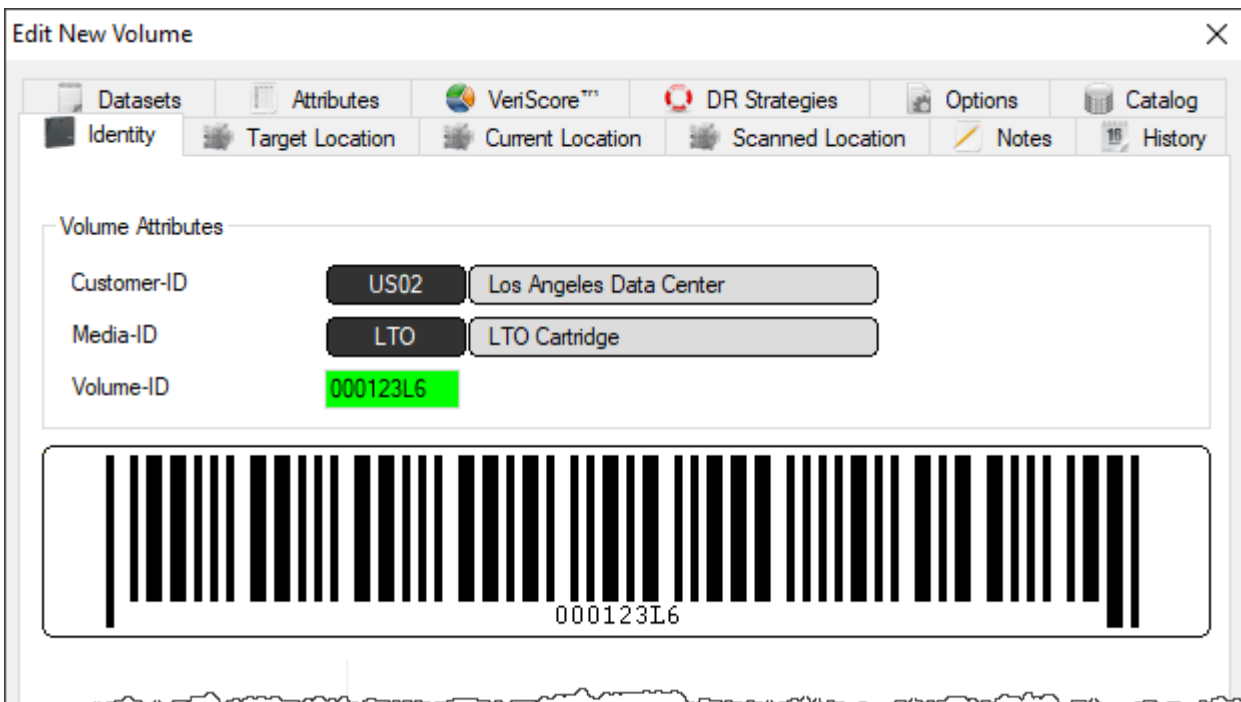 Edit New Volume
Datasets Attributes VeriScore™ DR Strategies Options Catalog
Identity Target Location Current Location Scanned Location Notes 16 History
Volume Attributes
Customer-ID US02 Los Angeles Data Center
Media-ID LTO LTO Cartridge
Volume-ID 000123L6
000123L6